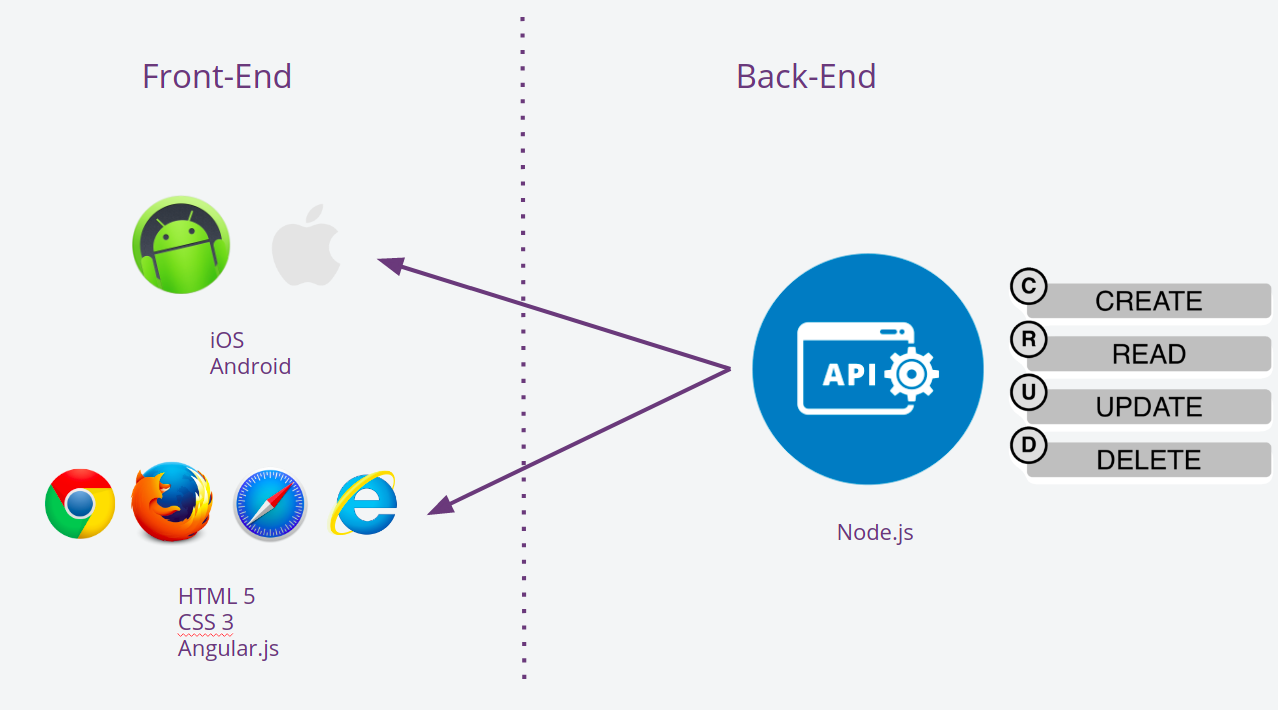 Front-End
Back-End
iOS
Android
HTML 5
CSS 3
Angular.js
API
Node.js
C CREATE
R READ
U UPDATE
D DELETE